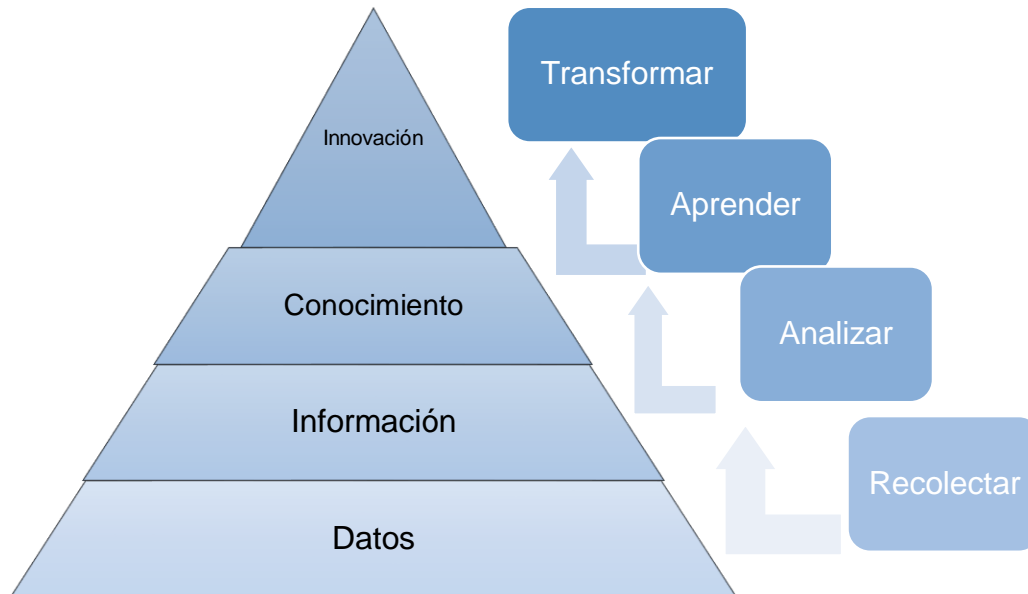 Transformar
Innovación
Aprender
Conocimiento
Analizar
Información
Recolectar
Datos